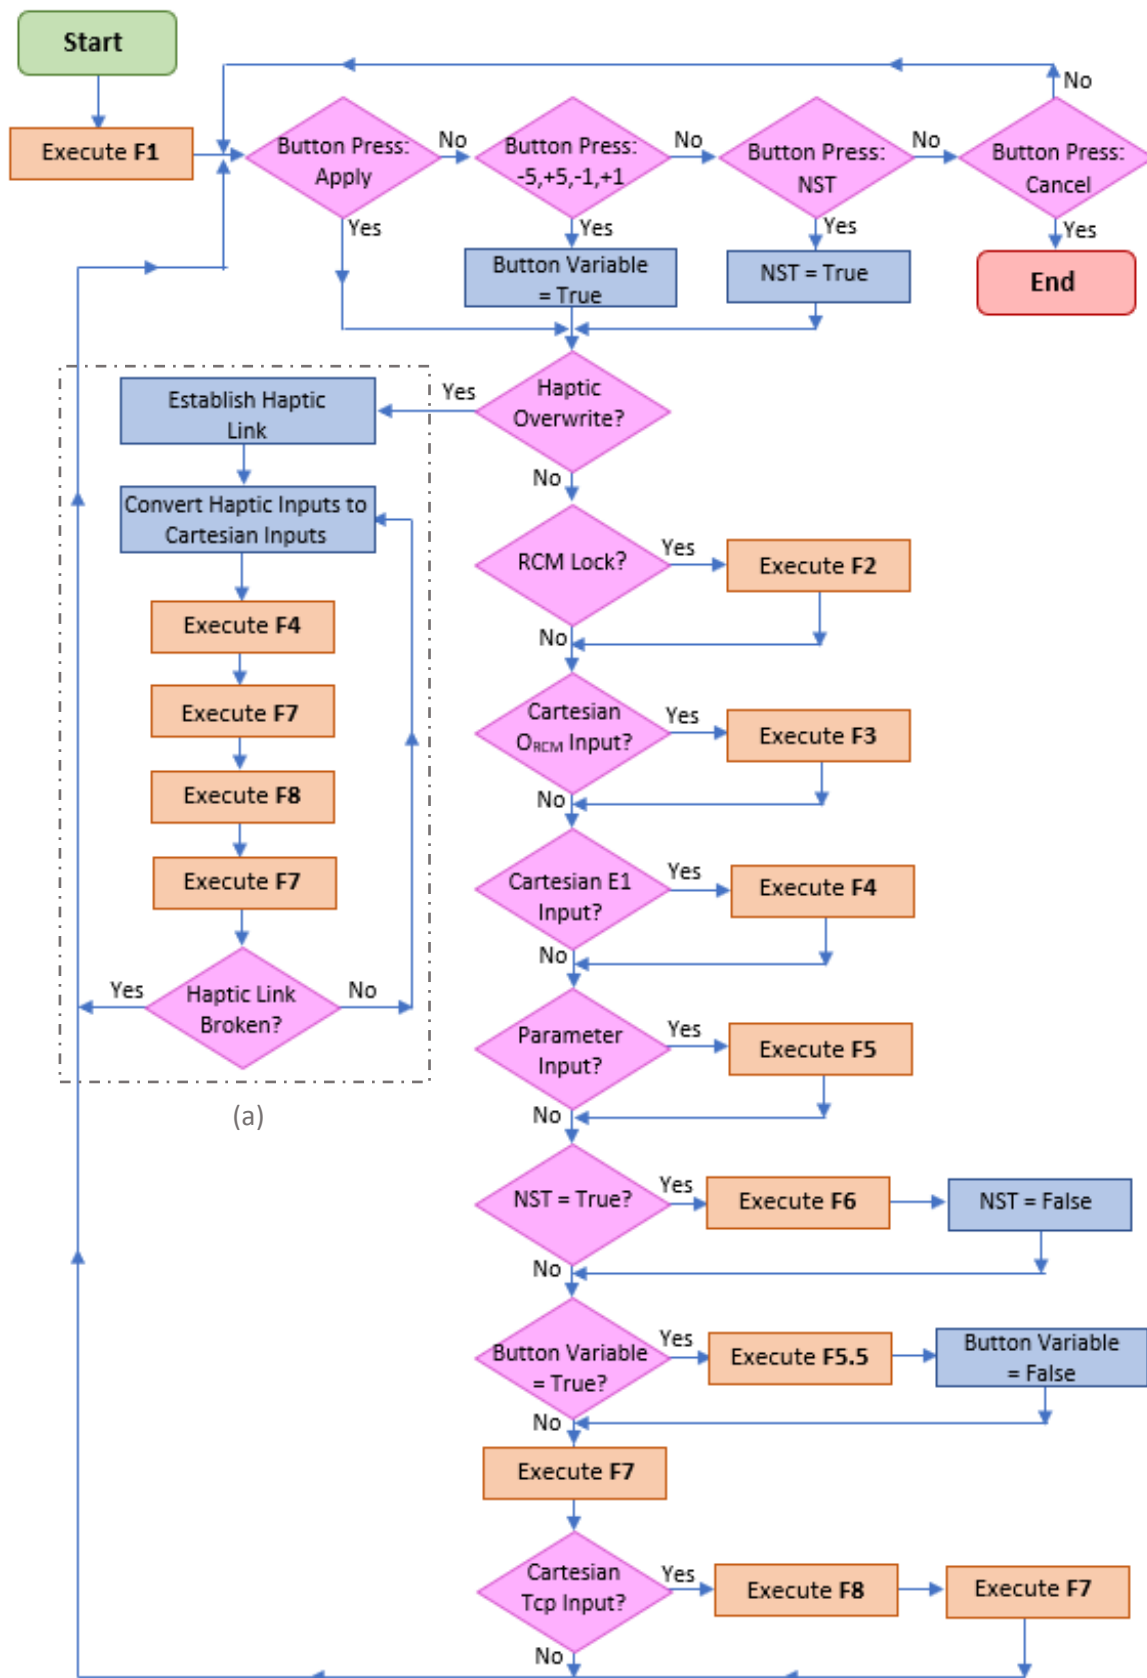 Start
No
Execute F1
Button Press:
Apply
No
Button Press:
-5,+5,-1,+1
No
Button Press:
NST
No
Button Press:
Cancel
Yes
Yes
Yes
Yes
Button Variable
= True
NST = True
End
Establish Haptic
Link
Yes
Haptic
Overwrite?
No
Convert Haptic Inputs to
Cartesian Inputs
RCM Lock?
Yes
Execute F2
No
Execute F4
Execute F7
Cartesian
ORCM Input?
Yes
Execute F3
No
Execute F8
Execute F7
Cartesian E1
Input?
Yes
Execute F4
No
Yes
Haptic Link
Broken?
No
Parameter
Input?
Yes
Execute F5
No
(a)
NST = True?
Yes
Execute F6
NST = False
No
Button Variable
= True?
Yes
Execute F5.5
Button Variable
= False
No
Execute F7
Cartesian
Tcp Input?
Yes
Execute F8
Execute F7
No